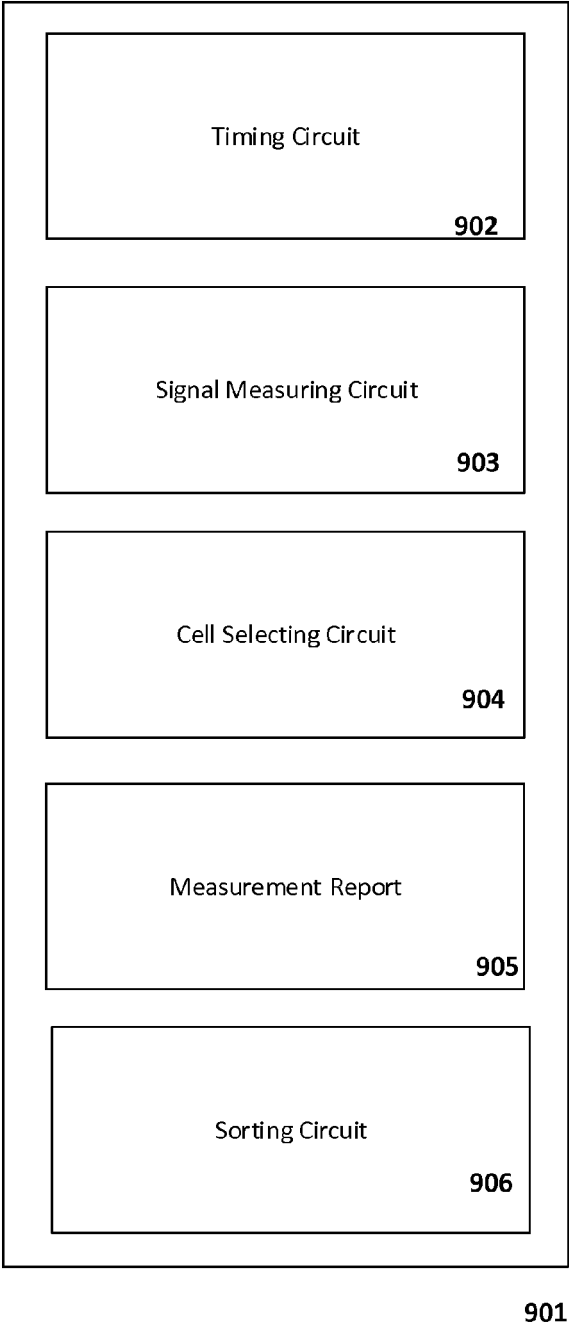 Timing Circuit
902
Signal Measuring Circuit
903
Cell Selecting Circuit
904
Measurement Report
905
Sorting Circuit
906
901